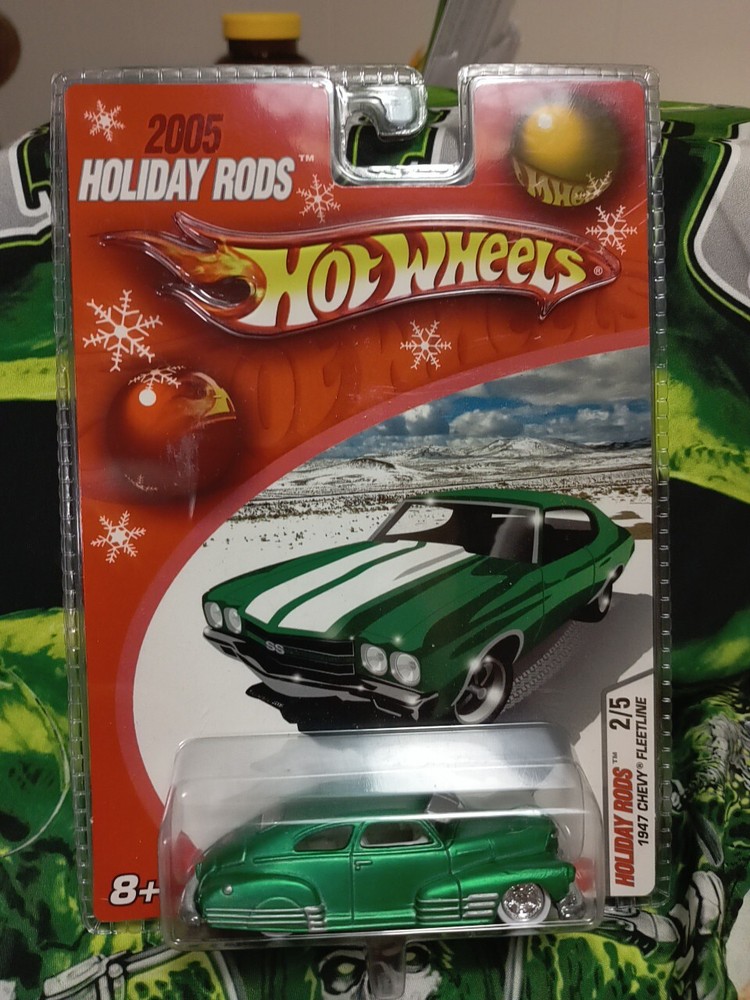 2005
HOLIDAY RODS™
HOT WHEELS®
SS
HOLIDAY RODS™ 2/5
1947 CHEVY® FLEETLINE
8+